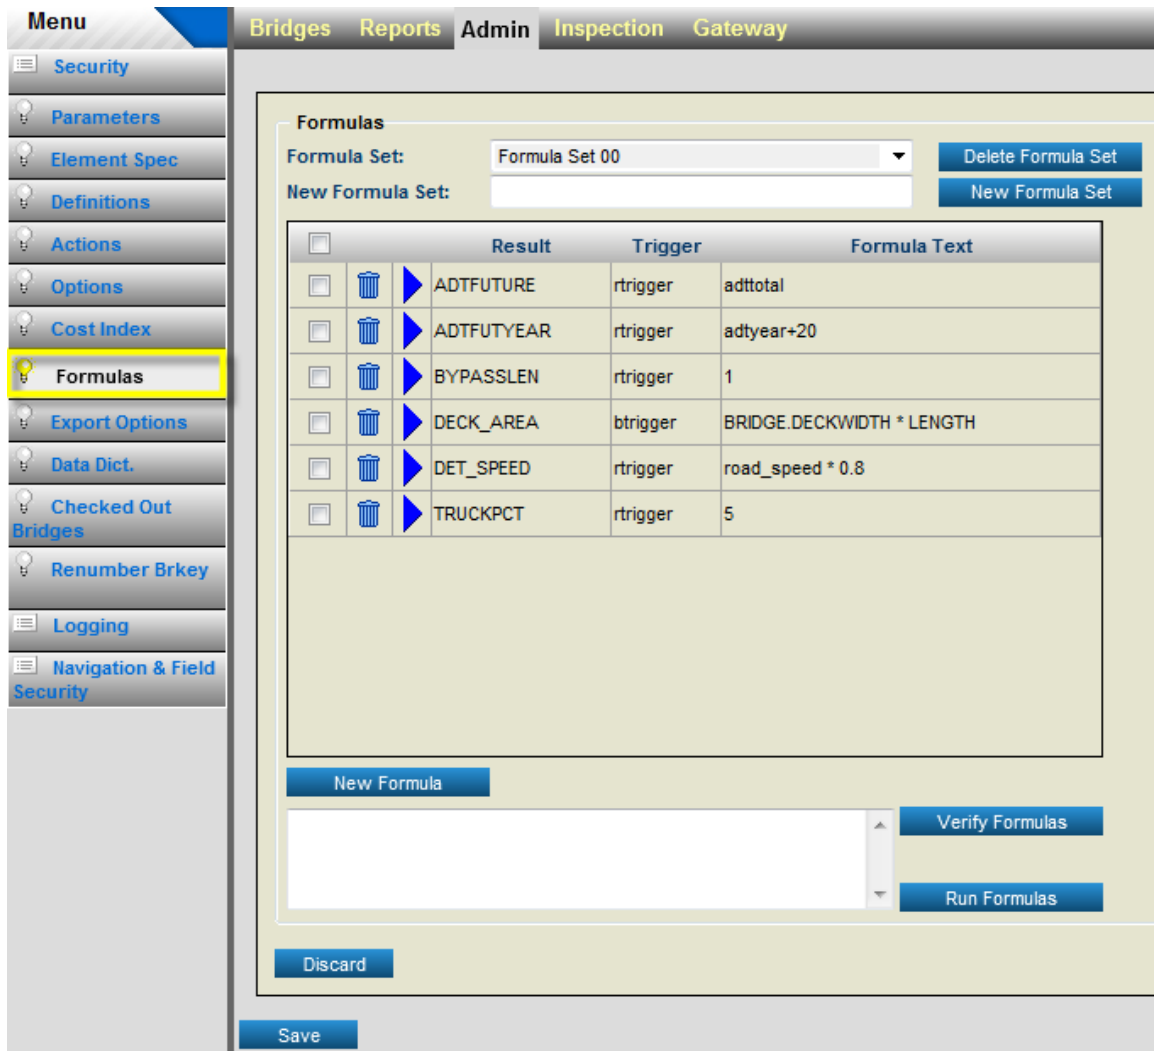 Menu
Bridges Reports Admin Inspection Gateway
Security
Parameters
Element Spec
Definitions
Actions
Options
Cost Index
Formulas
Export Options
Data Dict.
Checked Out
Bridges
Renumber Brkey
Logging
Navigation & Field
Security
Formulas
Formula Set: Formula Set 00 Delete Formula Set
New Formula Set: New Formula Set
Result Trigger Formula Text
ADTFUTURE rtrigger adttotal
ADTFUTYEAR rtrigger adtyear+20
BYPASSLEN rtrigger 1
DECK_AREA btrigger BRIDGE.DECKWIDTH * LENGTH
DET_SPEED rtrigger road_speed * 0.8
TRUCKPCT rtrigger 5
New Formula
Verify Formulas
Run Formulas
Discard
Save